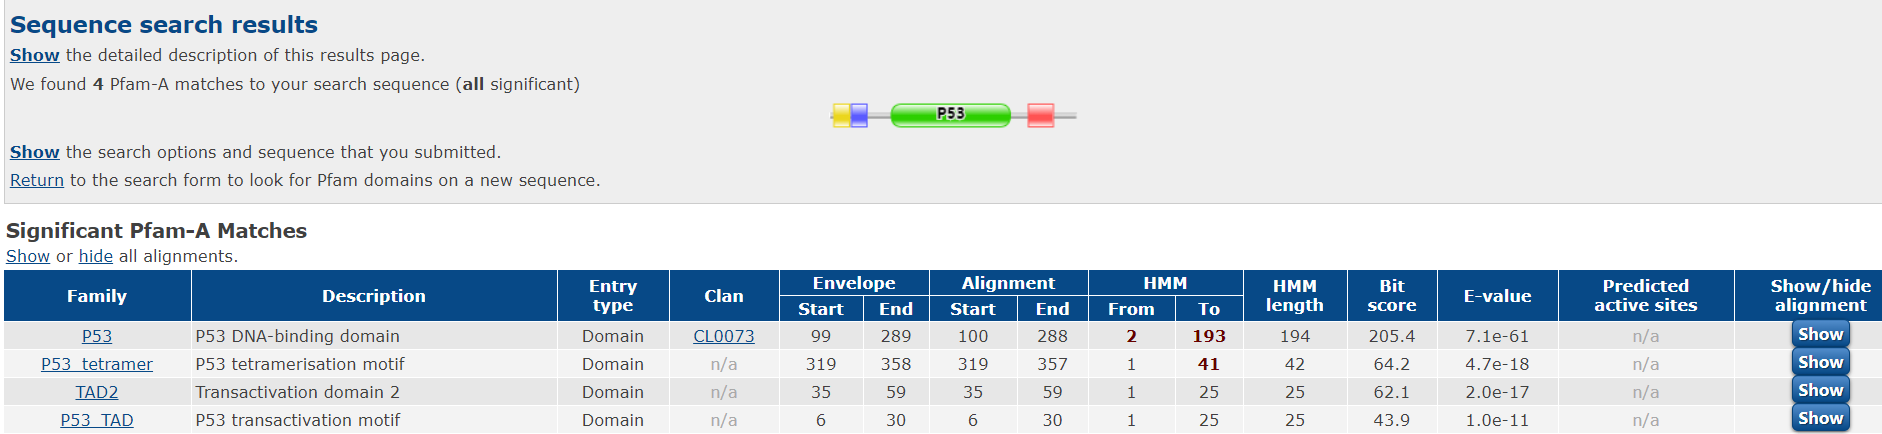 Sequence search results
Show the detailed description of this results page.
We found 4 Pfam-A matches to your search sequence (all significant)
P53
Show the search options and sequence that you submitted.
Return to the search form to look for Pfam domains on a new sequence.
Significant Pfam-A Matches
Show or hide all alignments.
Family Description Entry type Clan Envelope Alignment HMM HMM length Bit score E-value Predicted active sites Show/hide alignment
Start End Start End From To
P53 P53 DNA-binding domain Domain CL0073 99 289 100 288 2 193 194 205.4 7.1e-61 n/a Show
P53_tetramer P53 tetramerisation motif Domain n/a 319 358 319 357 1 41 42 64.2 4.7e-18 n/a Show
TAD2 Transactivation domain 2 Domain n/a 35 59 35 59 1 25 25 62.1 2.0e-17 n/a Show
P53_TAD P53 transactivation motif Domain n/a 6 30 6 30 1 25 25 43.9 1.0e-11 n/a Show